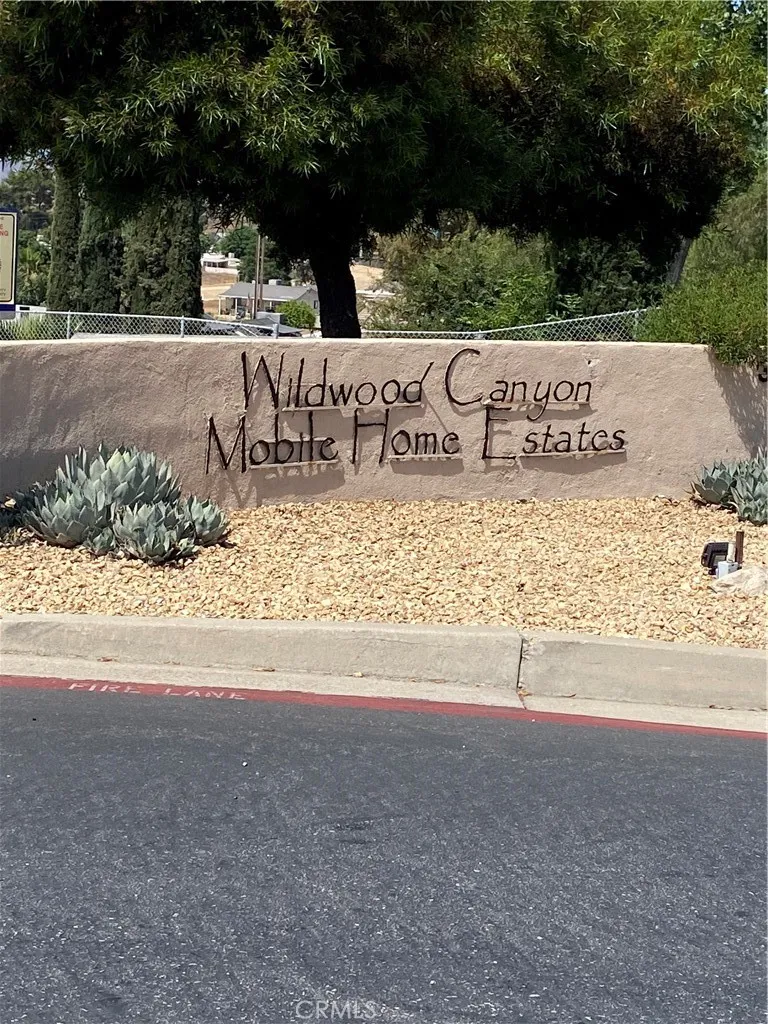 Wildwood Canyon
Mobile Home Estates
FIRE LANE
CRMLS